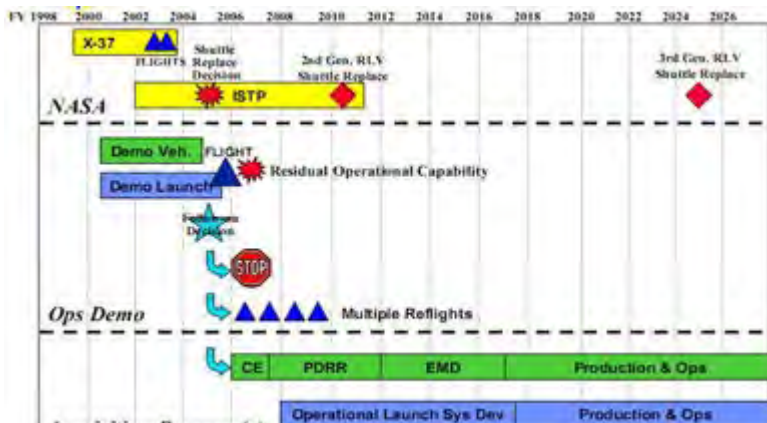 FY 1998 2000 2002 2004 2006 2008 2010 2012 2014 2016 2018 2020 2022 2024 2026
X-37
FLIGHTS
Shuttle
Replace
Decision
2nd Gen. RLV
Shuttle Replace
3rd Gen. RLV
Shuttle Replace
ISTP
NASA
Demo Veh.
FLIGHT
Demo Launch
Residual Operational Capability
Decision
STOP
Ops Demo
Multiple Reflights
CE
PDRR
EMD
Production & Ops
Operational Launch Sys Dev
Production & Ops